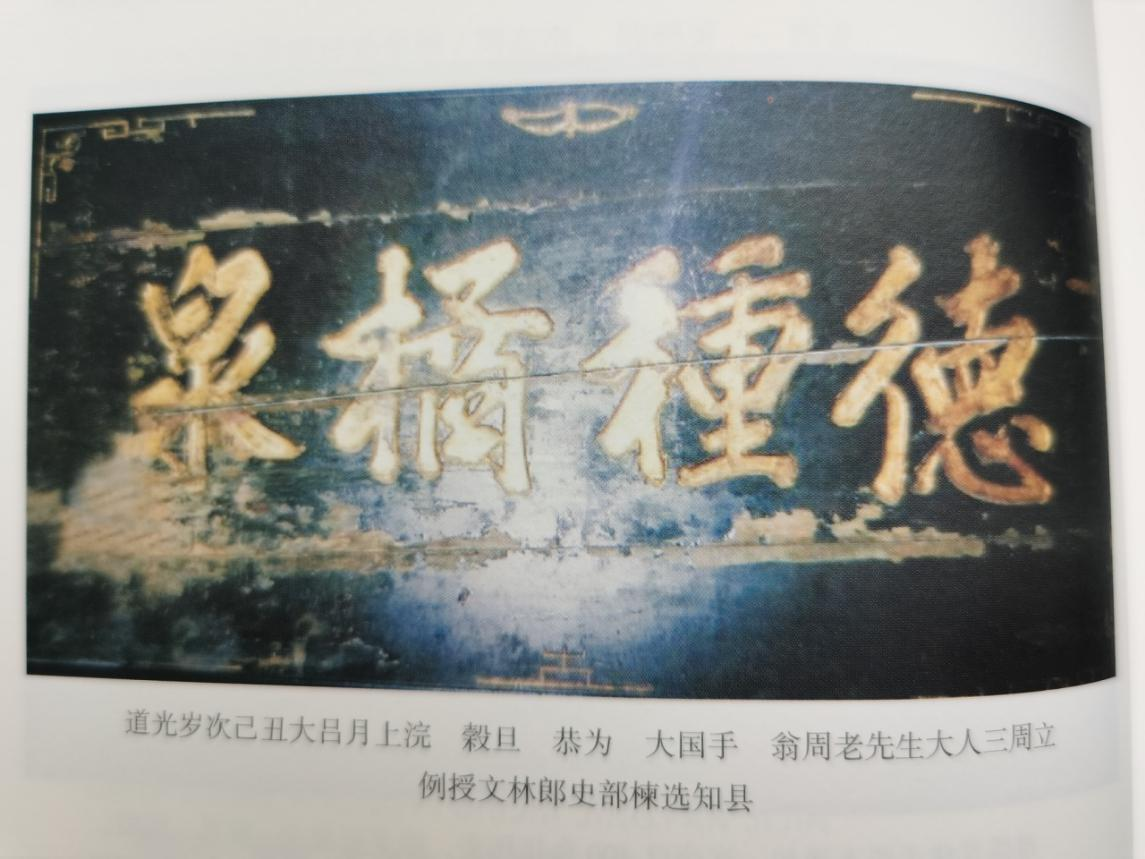 德種橘泉
道光岁次己丑大吕月上浣　穀旦　恭为　大国手　翁周老先生大人三周立
例授文林郎史部楝选知县